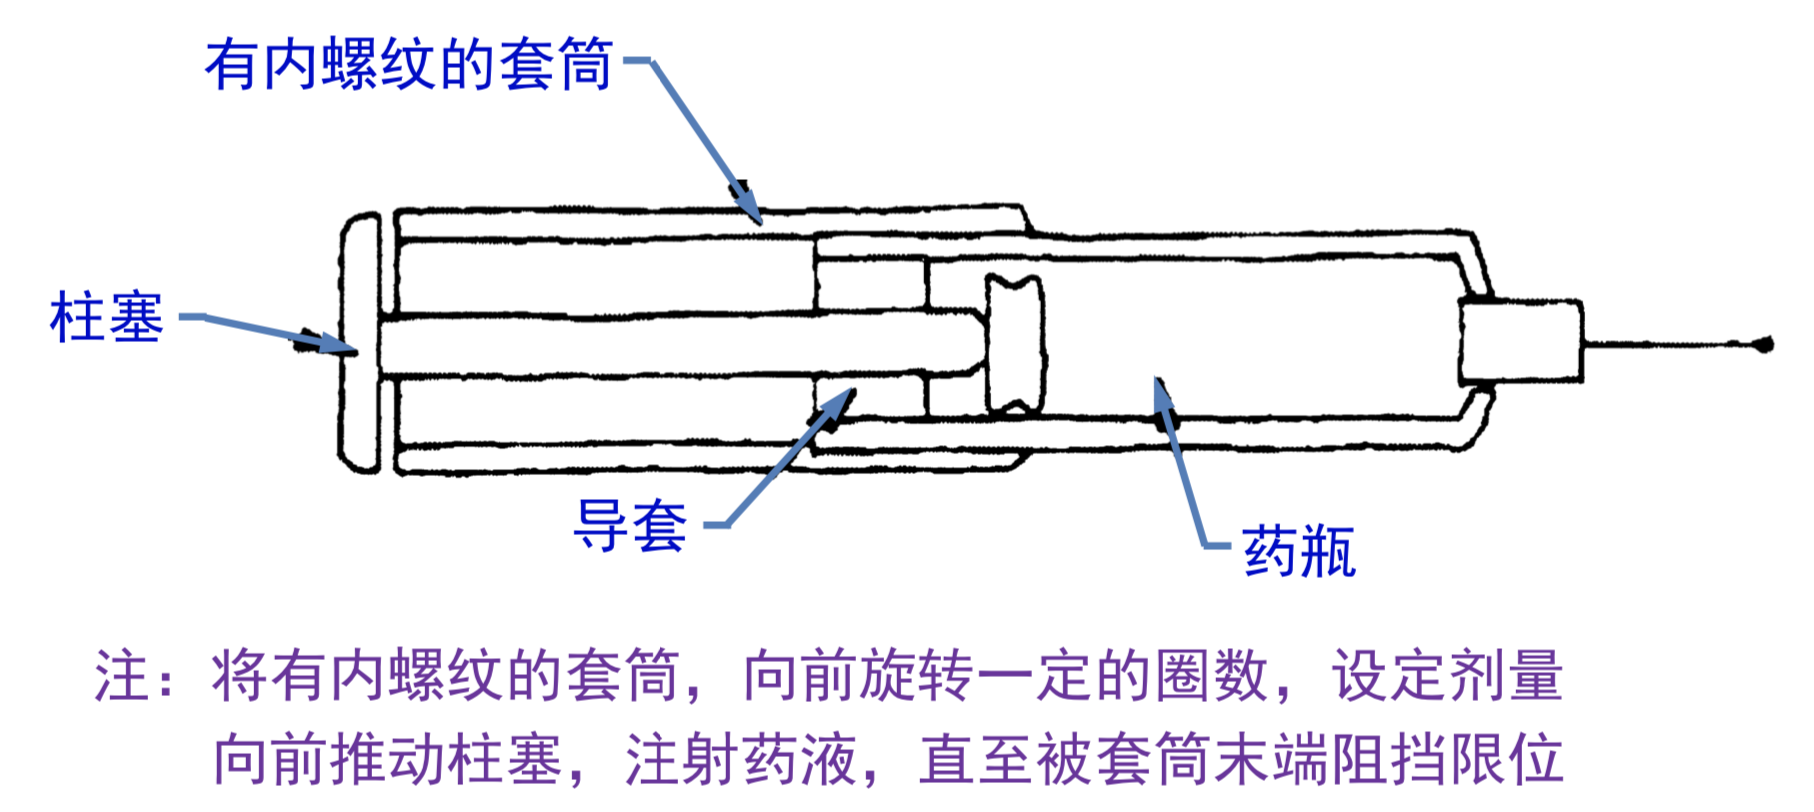 有内螺纹的套筒
柱塞
导套
药瓶
注：将有内螺纹的套筒，向前旋转一定的圈数，设定剂量
向前推动柱塞，注射药液，直至被套筒末端阻挡限位